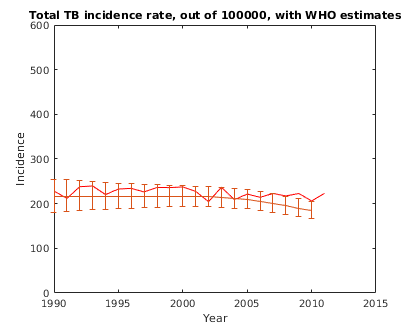 Total TB incidence rate, out of 100000, with WHO estimates
600
500
400
300
200
100
0
Incidence
1990 1995 2000 2005 2010 2015
Year